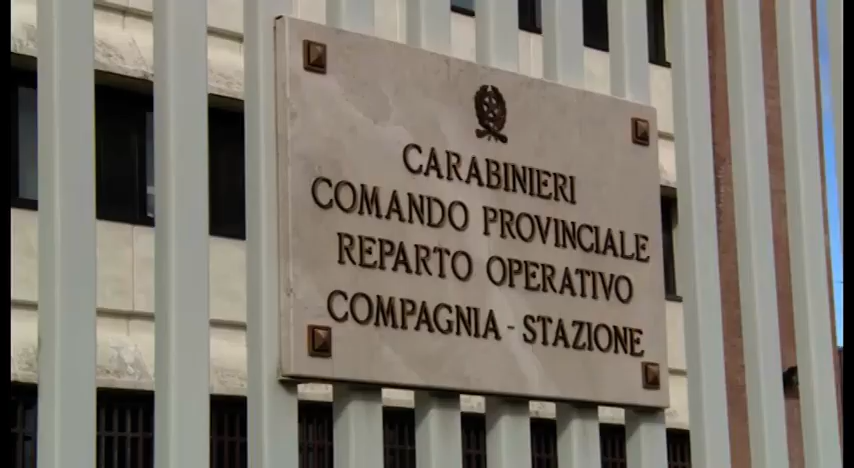 CARABINIERI
COMANDO PROVINCIALE
REPARTO OPERATIVO
COMPAGNIA - STAZIONE